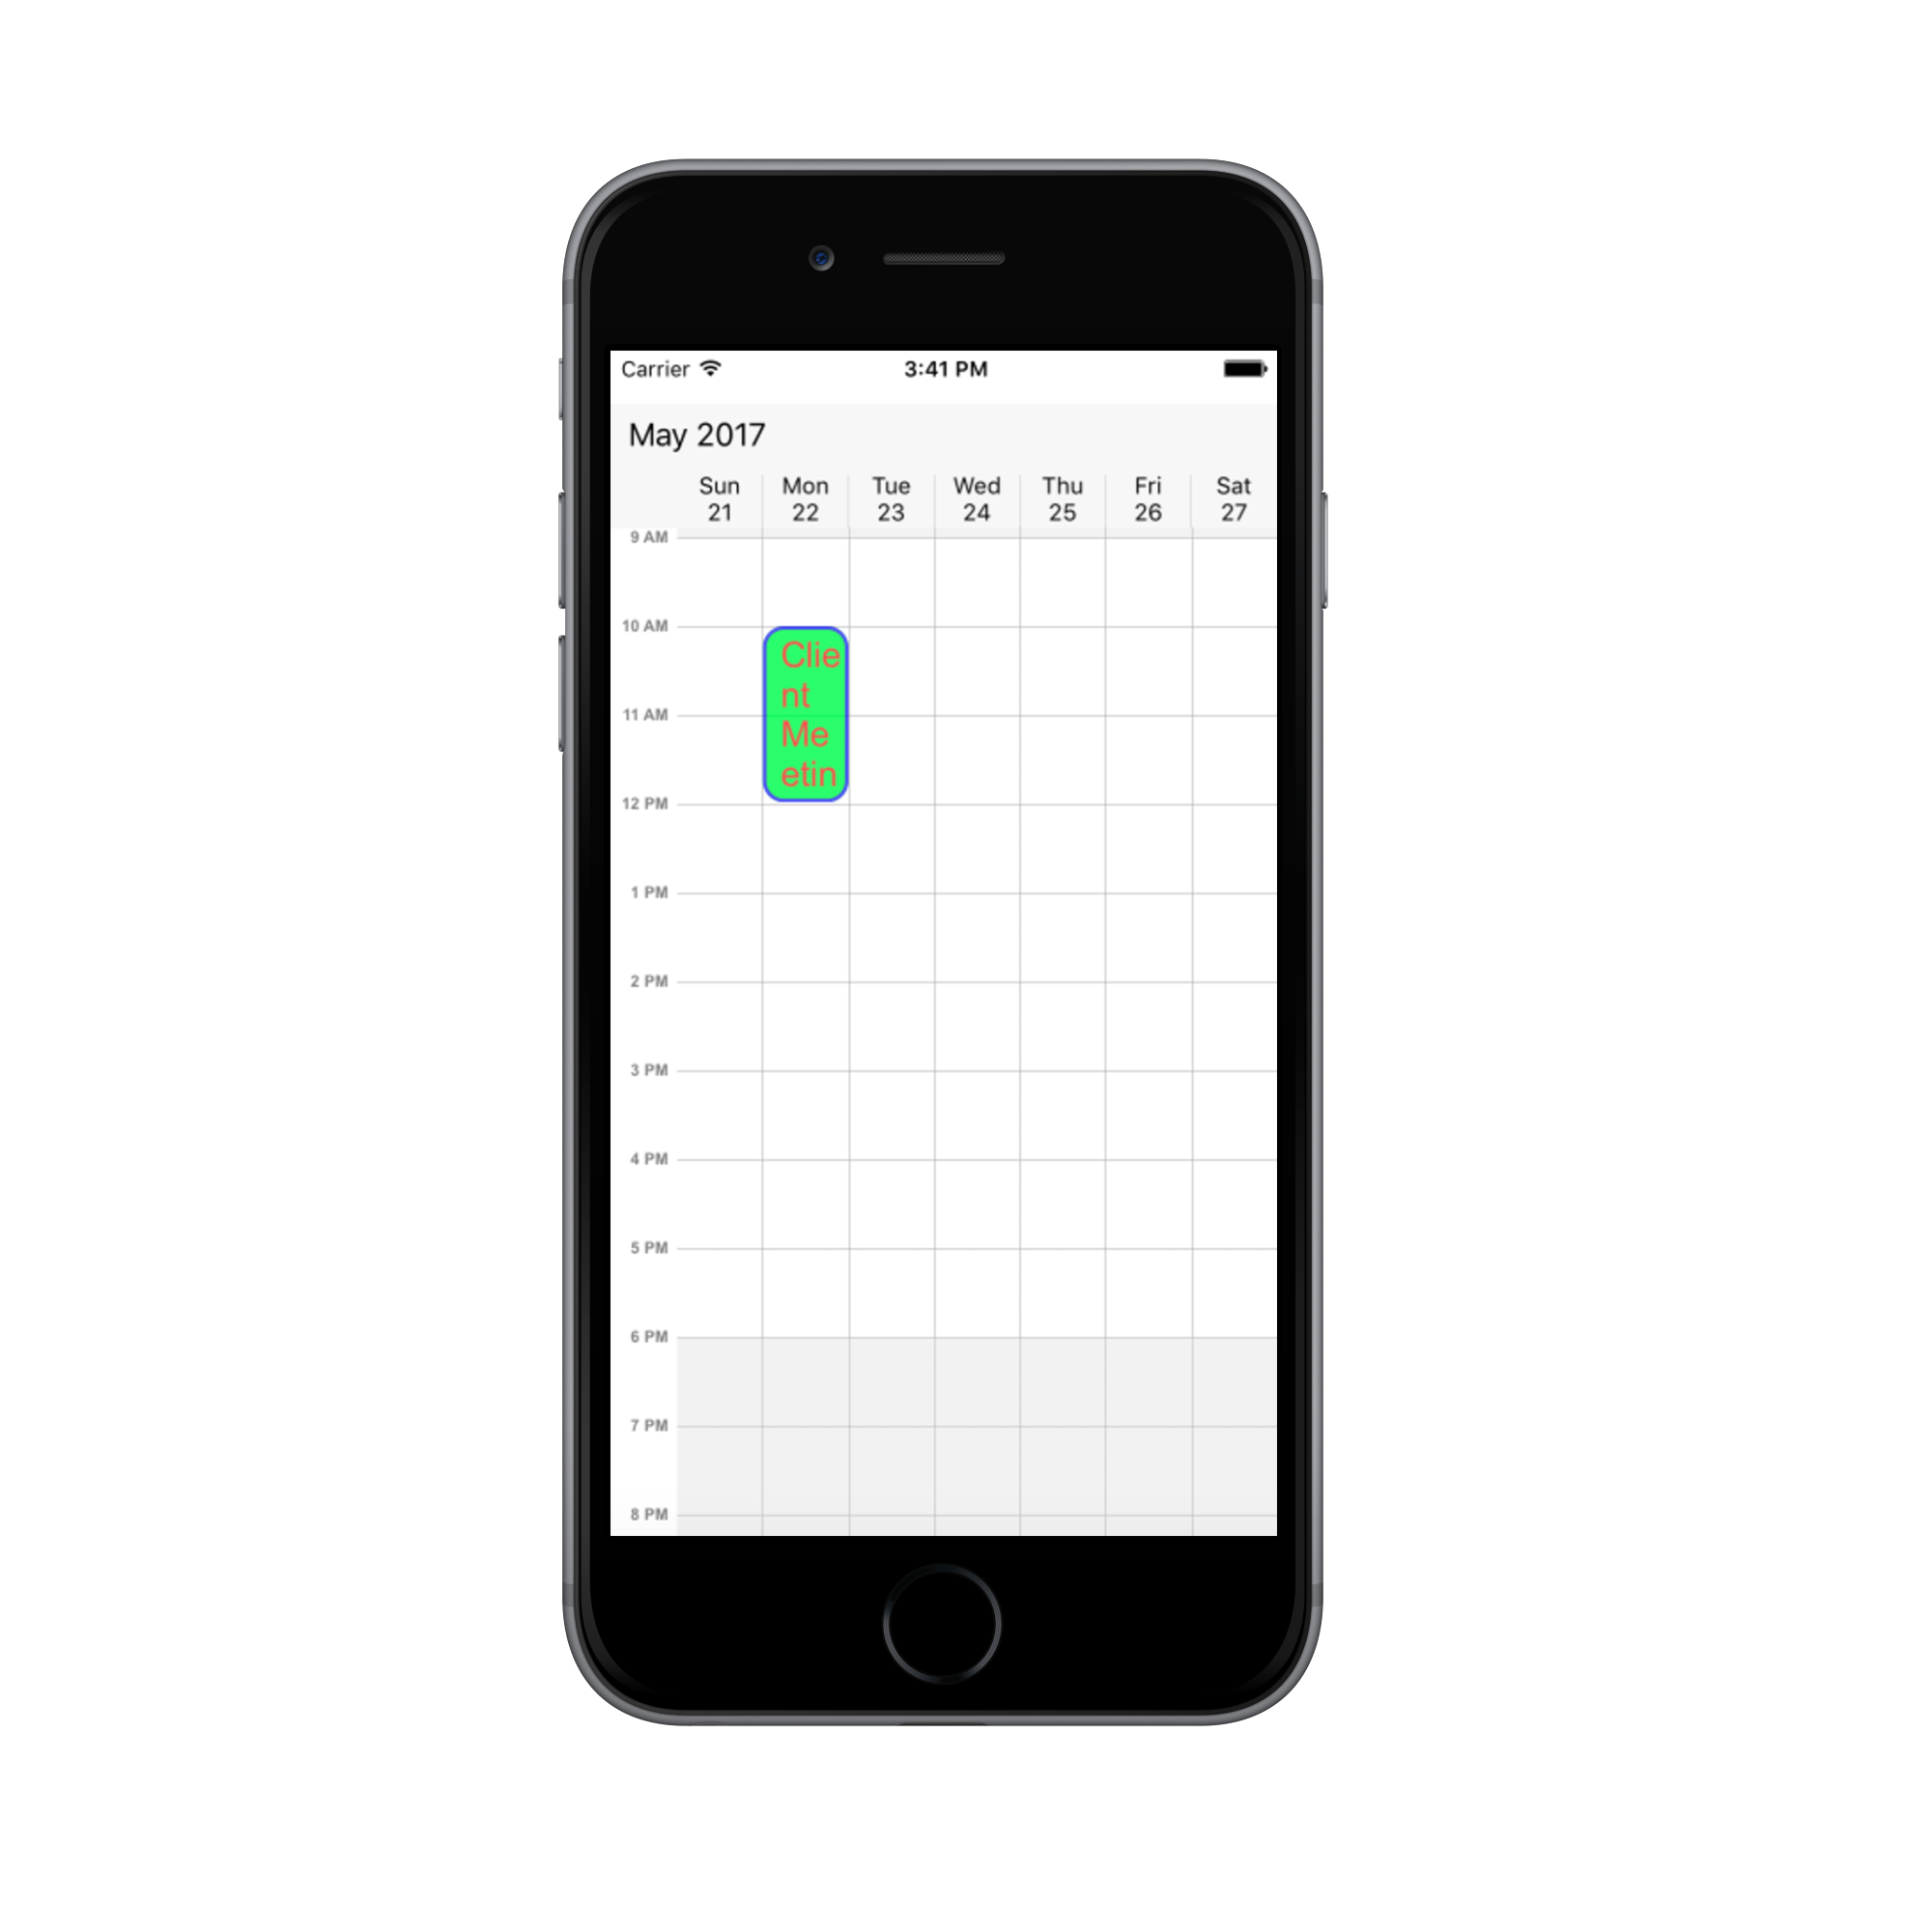 Carrier 3:41 PM
May 2017
Sun Mon Tue Wed Thu Fri Sat
21 22 23 24 25 26 27
9 AM
10 AM
Clie
nt
11 AM
Me
etin
12 PM
1 PM
2 PM
3 PM
4 PM
5 PM
6 PM
7 PM
8 PM